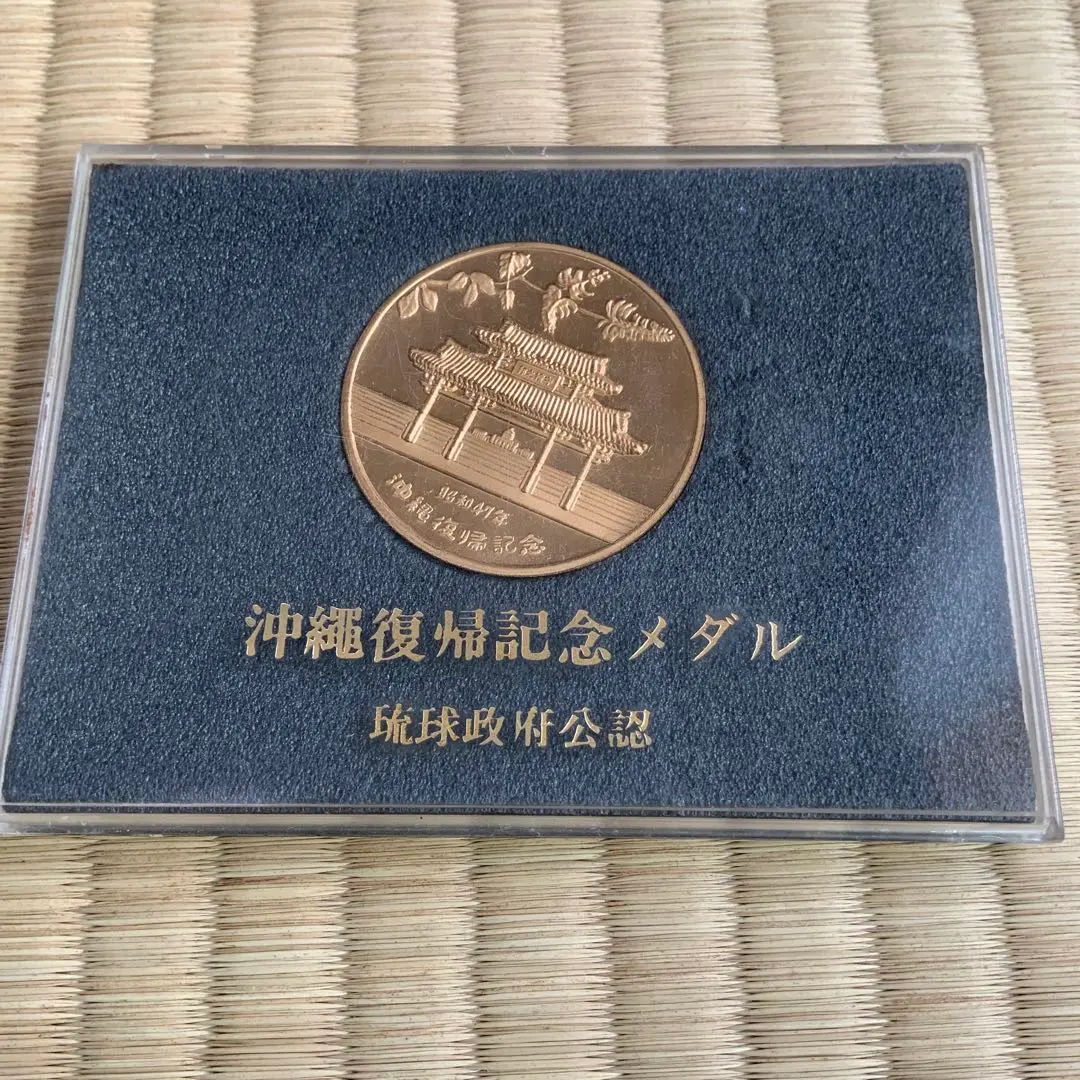 昭和47年
沖縄復帰記念
沖繩復帰記念メダル
琉球政府公認